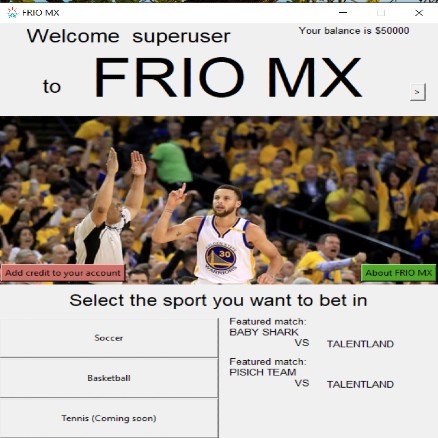 FRIO MX
Welcome superuser
Your balance is $50000
to FRIO MX
>
30
Add credit to your account
About FRIO MX
Select the sport you want to bet in
Soccer
Basketball
Tennis (Coming soon)
Featured match:
BABY SHARK
VS TALENTLAND
Featured match:
PISICH TEAM
VS TALENTLAND